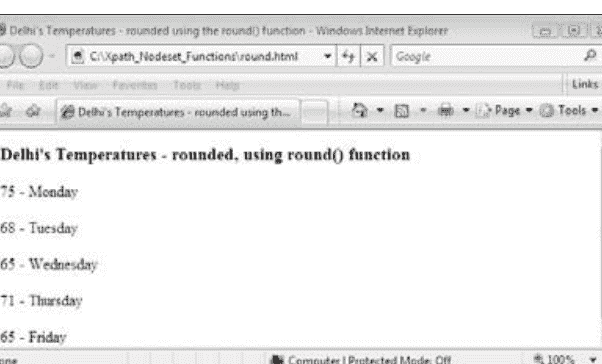 Delhi's Temperatures - rounded using the round() function - Windows Internet Explorer
C:\Xpath_Nodeset_Functions\round.html Google
File Edit View Favorites Tools Help Links
Delhi's Temperatures - rounded using th... Page Tools
Delhi's Temperatures - rounded, using round() function
75 - Monday
68 - Tuesday
65 - Wednesday
71 - Thursday
65 - Friday
one Computer | Protected Mode: Off 100%